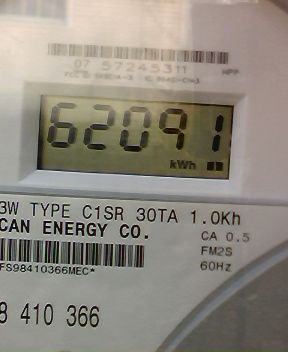 07 57245311
62091
kWh
3W TYPE C1SR 30TA 1.0Kh
CAN ENERGY CO.
CA 0.5
FM2S
FS98410366MEC*
60Hz
8 410 366